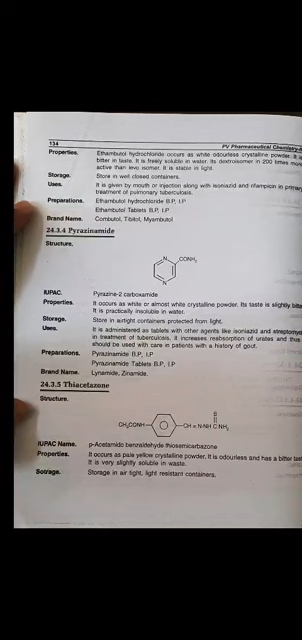 134
PV Pharmaceutical Chemistry-
Properties. Ethambutol hydrochloride occurs as white odourless crystalline powder. It is
bitter in taste. It is freely soluble in water. Its dextroisomer in 200 times more
active than levo isomer. It is stable in light.
Storage. Store in well closed containers.
Uses. It is given by mouth or injection along with isoniazid and rifampicin in primary
treatment of pulmonary tuberculosis.
Preparations. Ethambutol hydrochloride B.P, I.P
Ethambutol Tablets B.P, I.P
Brand Name. Combutol, Tibitol, Myambutol
24.3.4 Pyrazinamide
Structure.
N
CONH₂
N
IUPAC. Pyrazine-2 carboxamide
Properties. It occurs as white or almost white crystalline powder. Its taste is slightly bitter
It is practically insoluble in water.
Storage. Store in airtight containers protected from light.
Uses. It is administered as tablets with other agents like isoniazid and streptomycin
in treatment of tuberculosis. It increases reabsorption of urates and thus
should be used with care in patients with a history of gout.
Preparations. Pyrazinamide B.P, I.P
Pyrazinamide Tablets B.P, I.P
Brand Name. Lynamide, Zinamide.
24.3.5 Thiacetazone
Structure.
S
CH₃CONH CH = N·NH C NH₂
IUPAC Name. p-Acetamido benzaldehyde thiosemicarbazone
Properties. It occurs as pale yellow crystalline powder. It is odourless and has a bitter taste
It is very slightly soluble in waste.
Sotrage. Storage in air tight, light resistant containers.